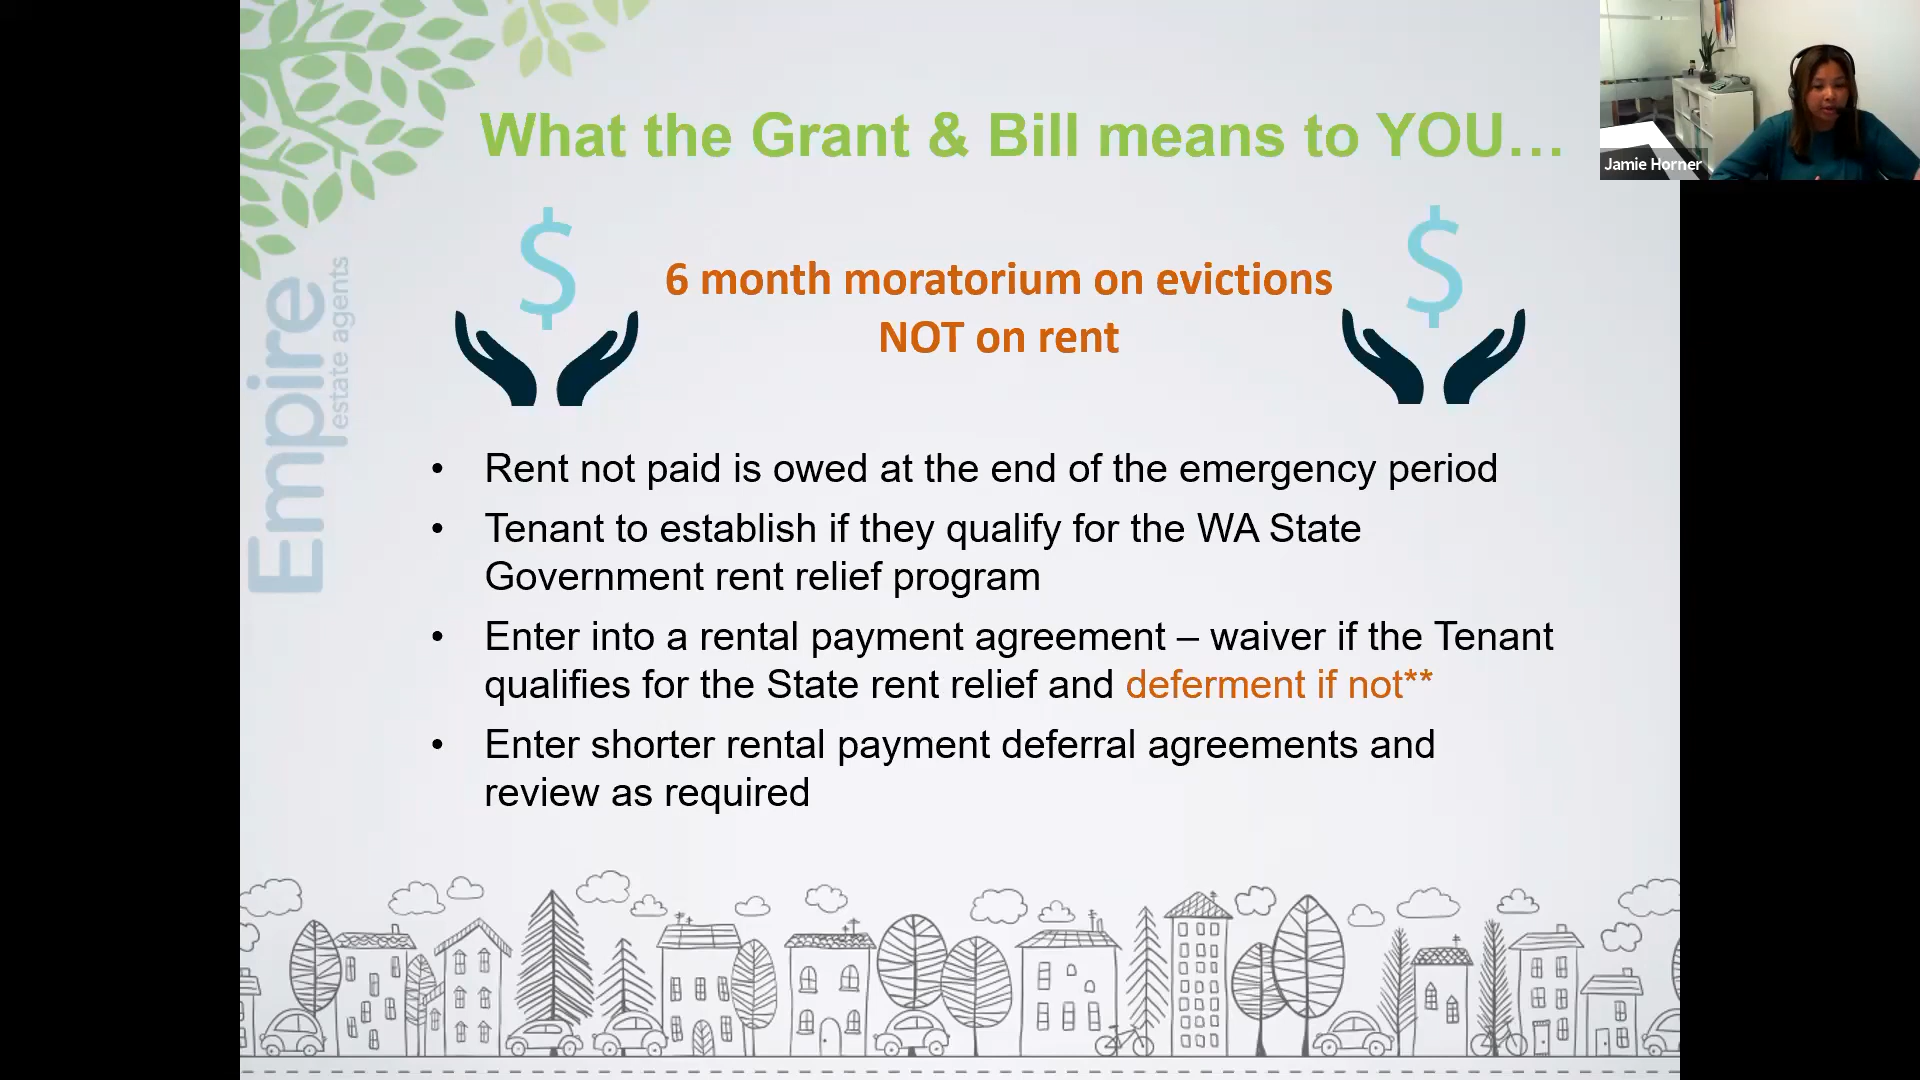 What the Grant & Bill means to YOU...
Jamie Horner
6 month moratorium on evictions
NOT on rent
Empire
estate agents
• Rent not paid is owed at the end of the emergency period
• Tenant to establish if they qualify for the WA State
Government rent relief program
• Enter into a rental payment agreement – waiver if the Tenant
qualifies for the State rent relief and deferment if not**
• Enter shorter rental payment deferral agreements and
review as required